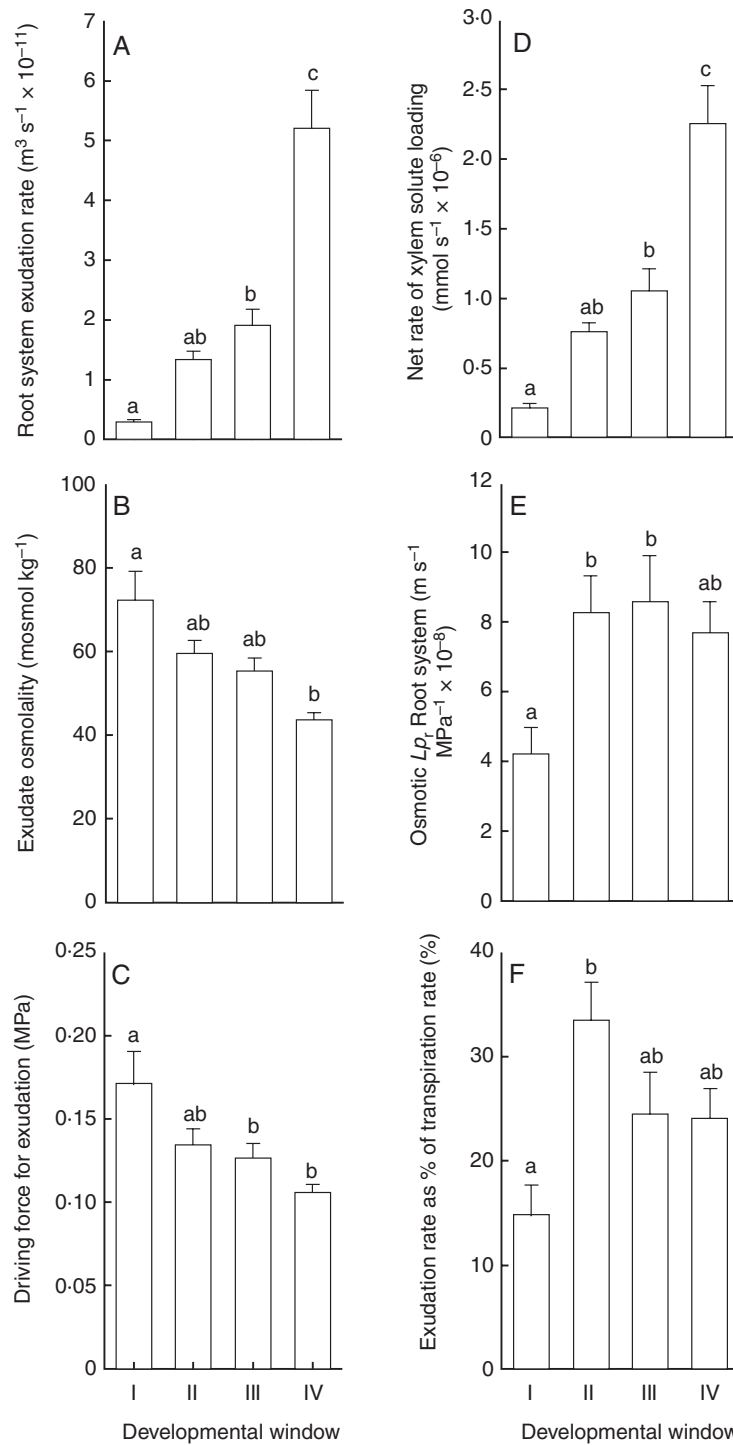 A
Root system exudation rate (m³ s⁻¹ × 10⁻¹¹)
7
6
5
4
3
2
1
0
a
ab
b
c
D
Net rate of xylem solute loading
(mmol s⁻¹ × 10⁻⁶)
3·0
2·5
2·0
1·5
1·0
0·5
0
a
ab
b
c
B
Exudate osmolality (mosmol kg⁻¹)
100
80
60
40
20
0
a
ab
ab
b
E
Osmotic Lpᵣ Root system (m s⁻¹
MPa⁻¹ × 10⁻⁸)
12
10
8
6
4
2
0
a
b
b
ab
C
Driving force for exudation (MPa)
0·25
0·20
0·15
0·10
0·05
0
a
ab
b
b
I II III IV
Developmental window
F
Exudation rate as % of transpiration rate (%)
40
30
20
10
0
a
b
ab
ab
I II III IV
Developmental window